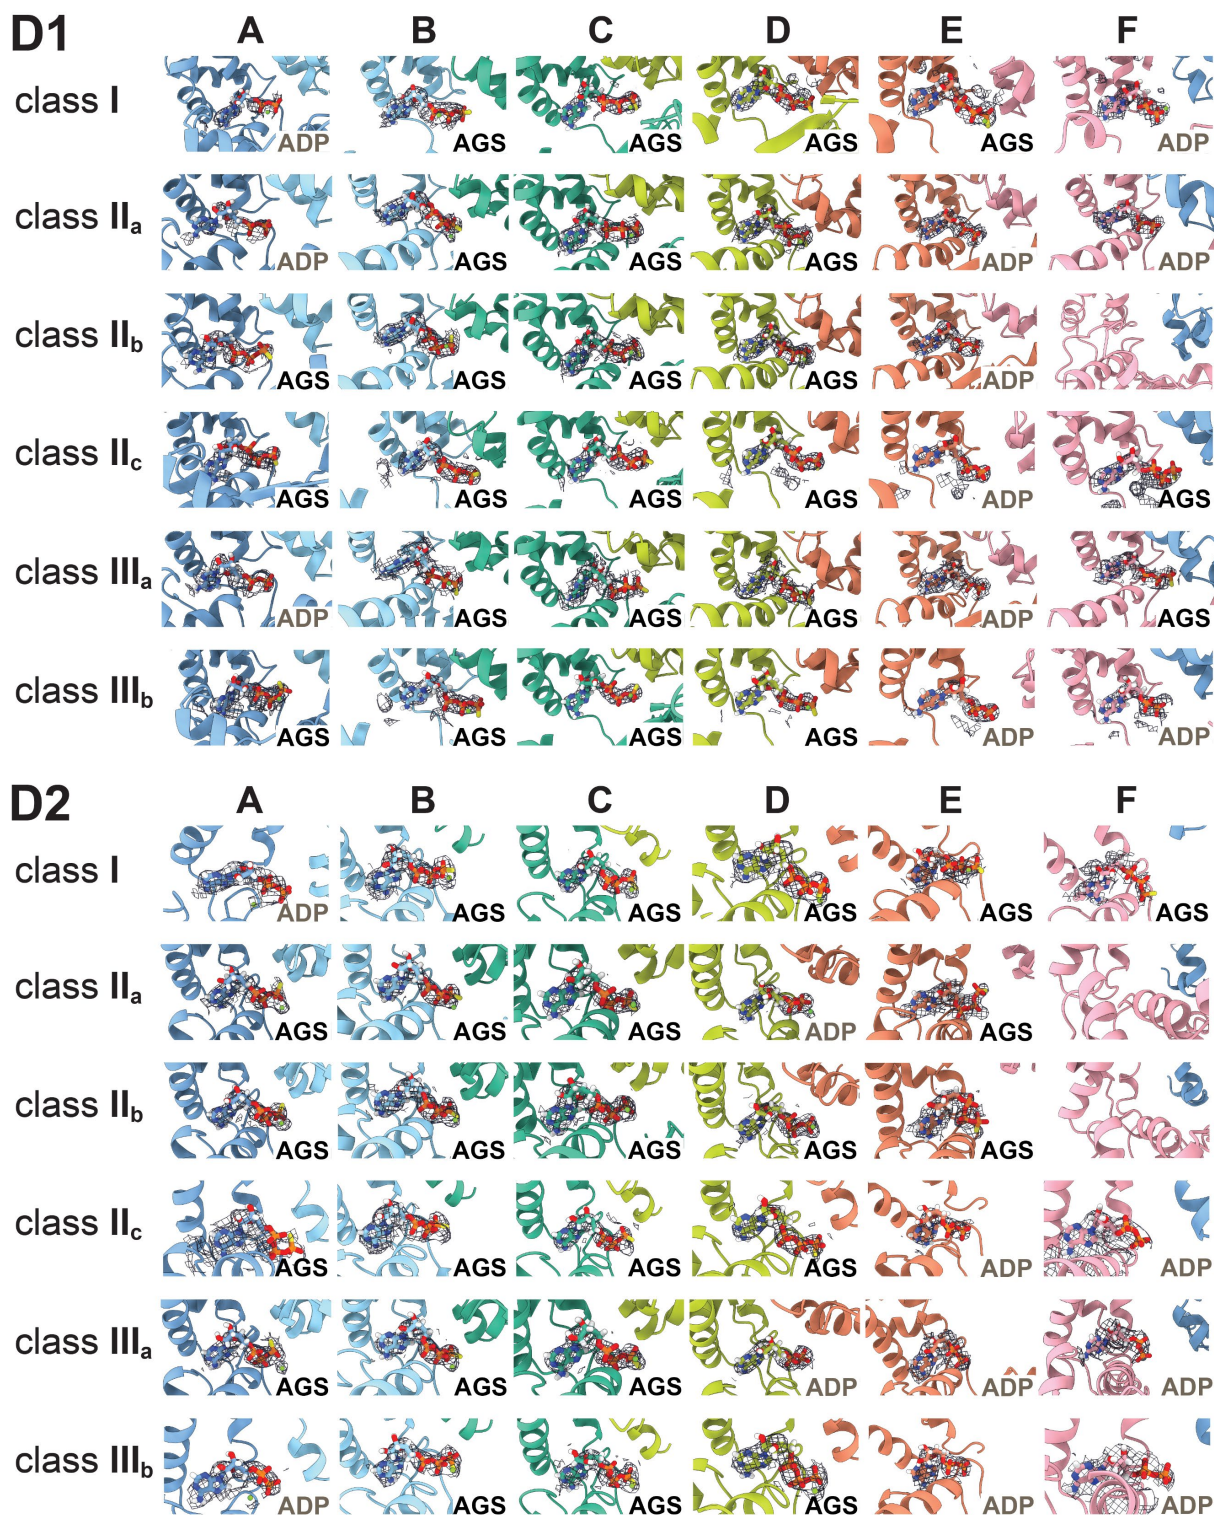 D1 A B C D E F
class I ADP AGS AGS AGS AGS ADP
class IIa ADP AGS AGS AGS ADP ADP
class IIb AGS AGS AGS AGS ADP
class IIc AGS AGS AGS AGS ADP AGS
class IIIa ADP AGS AGS AGS ADP AGS
class IIIb AGS AGS AGS AGS ADP ADP
D2 A B C D E F
class I ADP AGS AGS AGS AGS AGS
class IIa AGS AGS AGS ADP AGS
class IIb AGS AGS AGS AGS AGS
class IIc AGS AGS AGS AGS ADP ADP
class IIIa AGS AGS AGS ADP ADP ADP
class IIIb ADP AGS AGS AGS ADP ADP